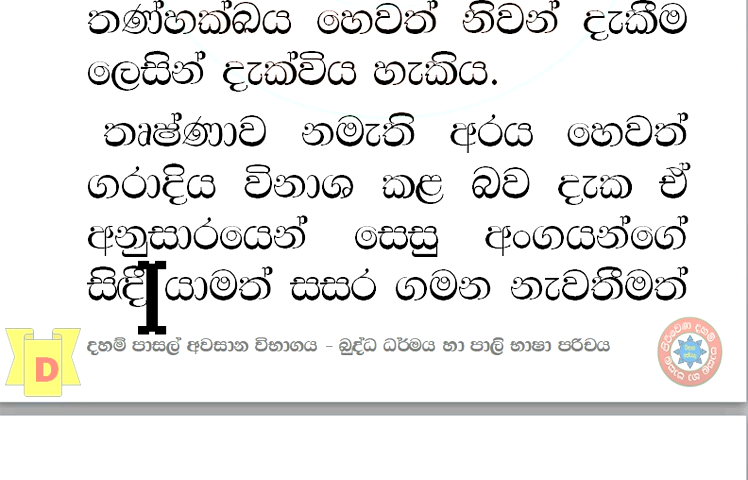 තණ්හක්ඛය හෙවත් නිවන් දැකීම
ලෙසින් දැක්විය හැකිය.
තෘෂ්ණාව නමැති අරය හෙවත්
ගරාදිය විනාශ කළ බව දැක ඒ
අනුසාරයෙන් සෙසු අංගයන්ගේ
සිඳී යාමත් සසර ගමන නැවතීමත්
දහම් පාසල් අවසාන විභාගය - බුද්ධ ධර්මය හා පාලි භාෂා පරිචය
D